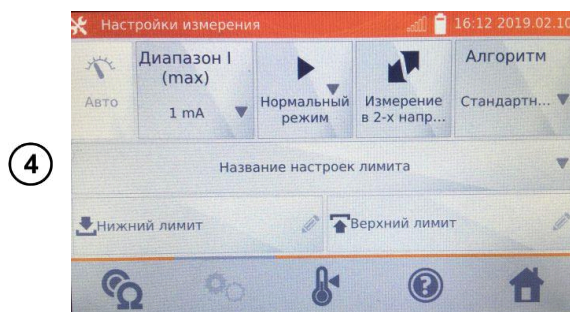 Настройки измерения 16:12 2019.02.10
Авто
Диапазон I
(max)
1 mA
Нормальный
режим
Измерение
в 2-х напр...
Алгоритм
Стандартн...
4
Название настроек лимита
Нижний лимит
Верхний лимит